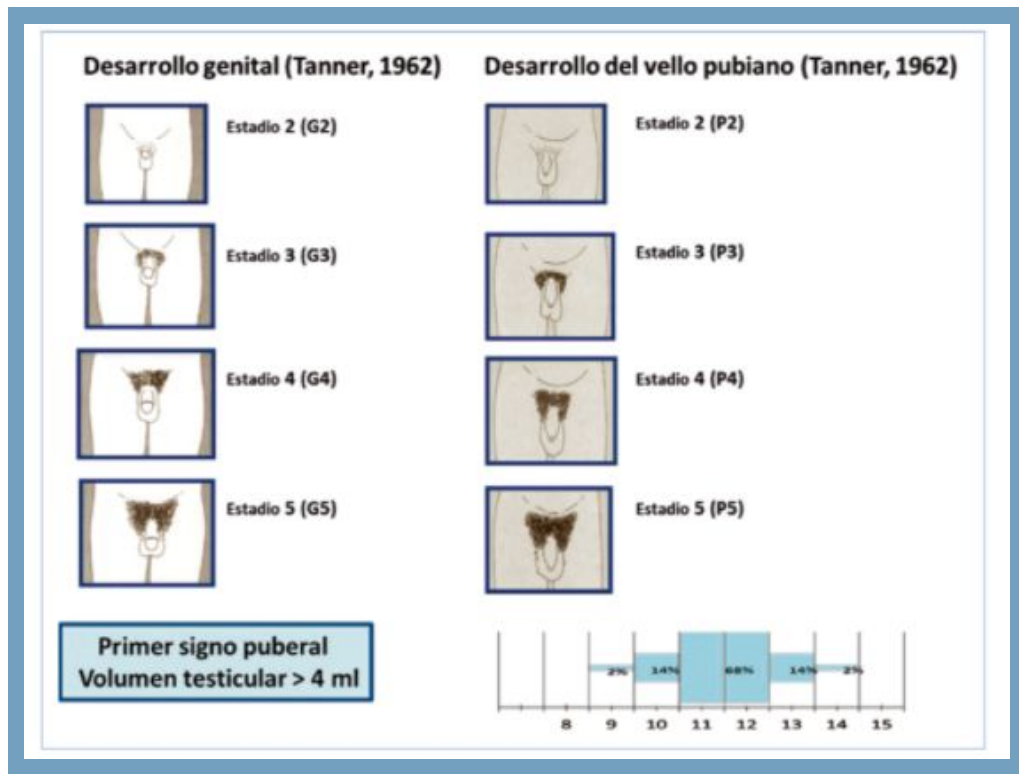 Desarrollo genital (Tanner, 1962)
Estadio 2 (G2)
Estadio 3 (G3)
Estadio 4 (G4)
Estadio 5 (G5)
Primer signo puberal
Volumen testicular > 4 ml
Desarrollo del vello pubiano (Tanner, 1962)
Estadio 2 (P2)
Estadio 3 (P3)
Estadio 4 (P4)
Estadio 5 (P5)
2% 14% 68% 14% 2%
8 9 10 11 12 13 14 15